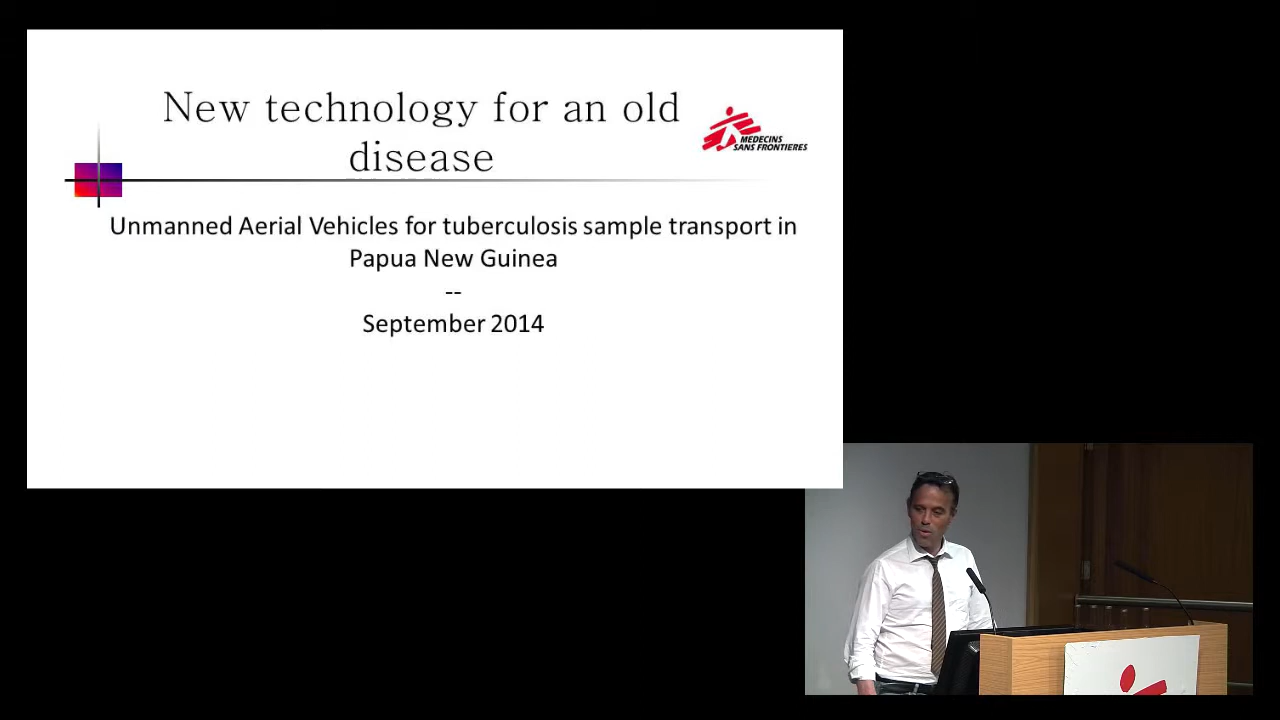 New technology for an old
disease
MEDECINS
SANS FRONTIERES
Unmanned Aerial Vehicles for tuberculosis sample transport in
Papua New Guinea
--
September 2014